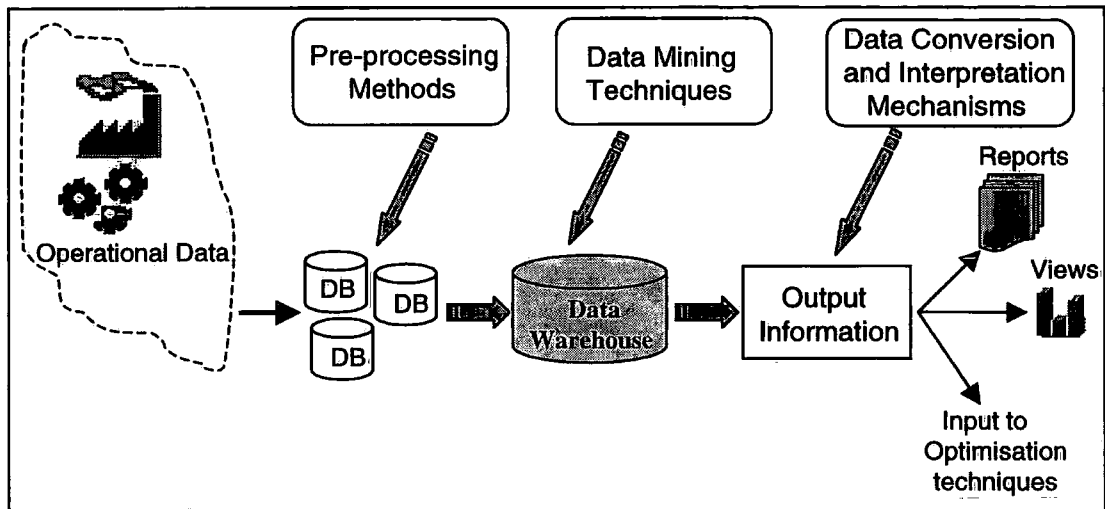 Pre-processing
Methods
Data Mining
Techniques
Data Conversion
and Interpretation
Mechanisms
Reports
Operational Data
DB
DB
DB
Data
Warehouse
Output
Information
Views
Input to
Optimisation
techniques